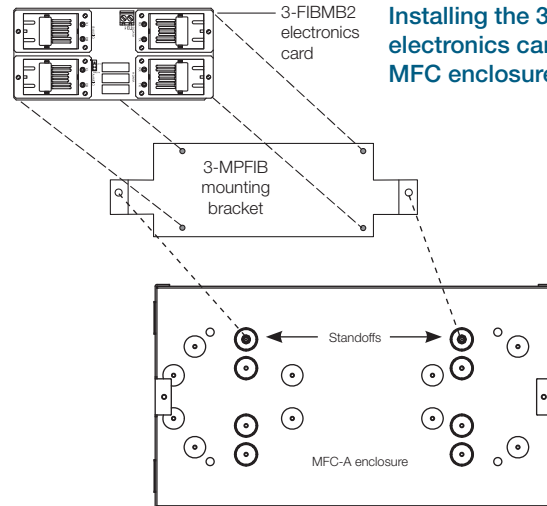 3-FIBMB2
electronics
card
Installing the 3
electronics car
MFC enclosure
3-MPFIB
mounting
bracket
Standoffs
MFC-A enclosure